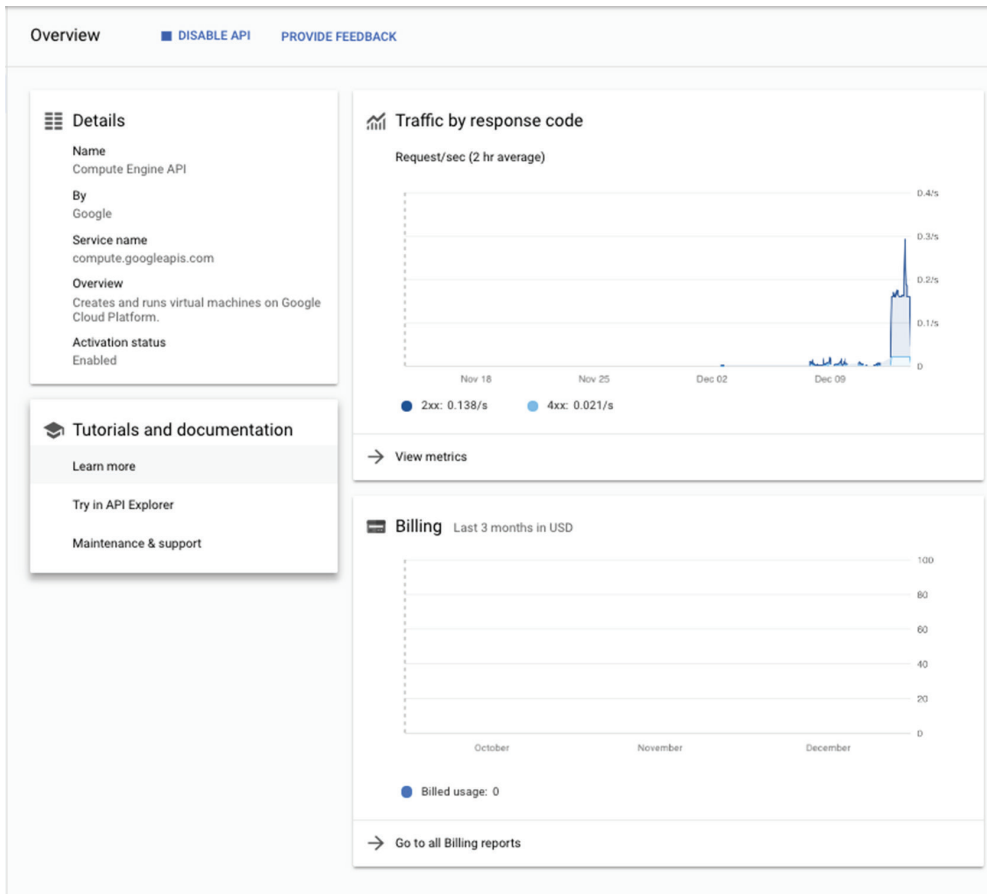 Overview
DISABLE API
PROVIDE FEEDBACK
Details
Name
Compute Engine API
By
Google
Service name
compute.googleapis.com
Overview
Creates and runs virtual machines on Google
Cloud Platform.
Activation status
Enabled
Tutorials and documentation
Learn more
Try in API Explorer
Maintenance & support
Traffic by response code
Request/sec (2 hr average)
0.4/s
0.3/s
0.2/s
0.1/s
0
Nov 18
Nov 25
Dec 02
Dec 09
2xx: 0.138/s
4xx: 0.021/s
View metrics
Billing
Last 3 months in USD
100
80
60
40
20
0
October
November
December
Billed usage: 0
Go to all Billing reports